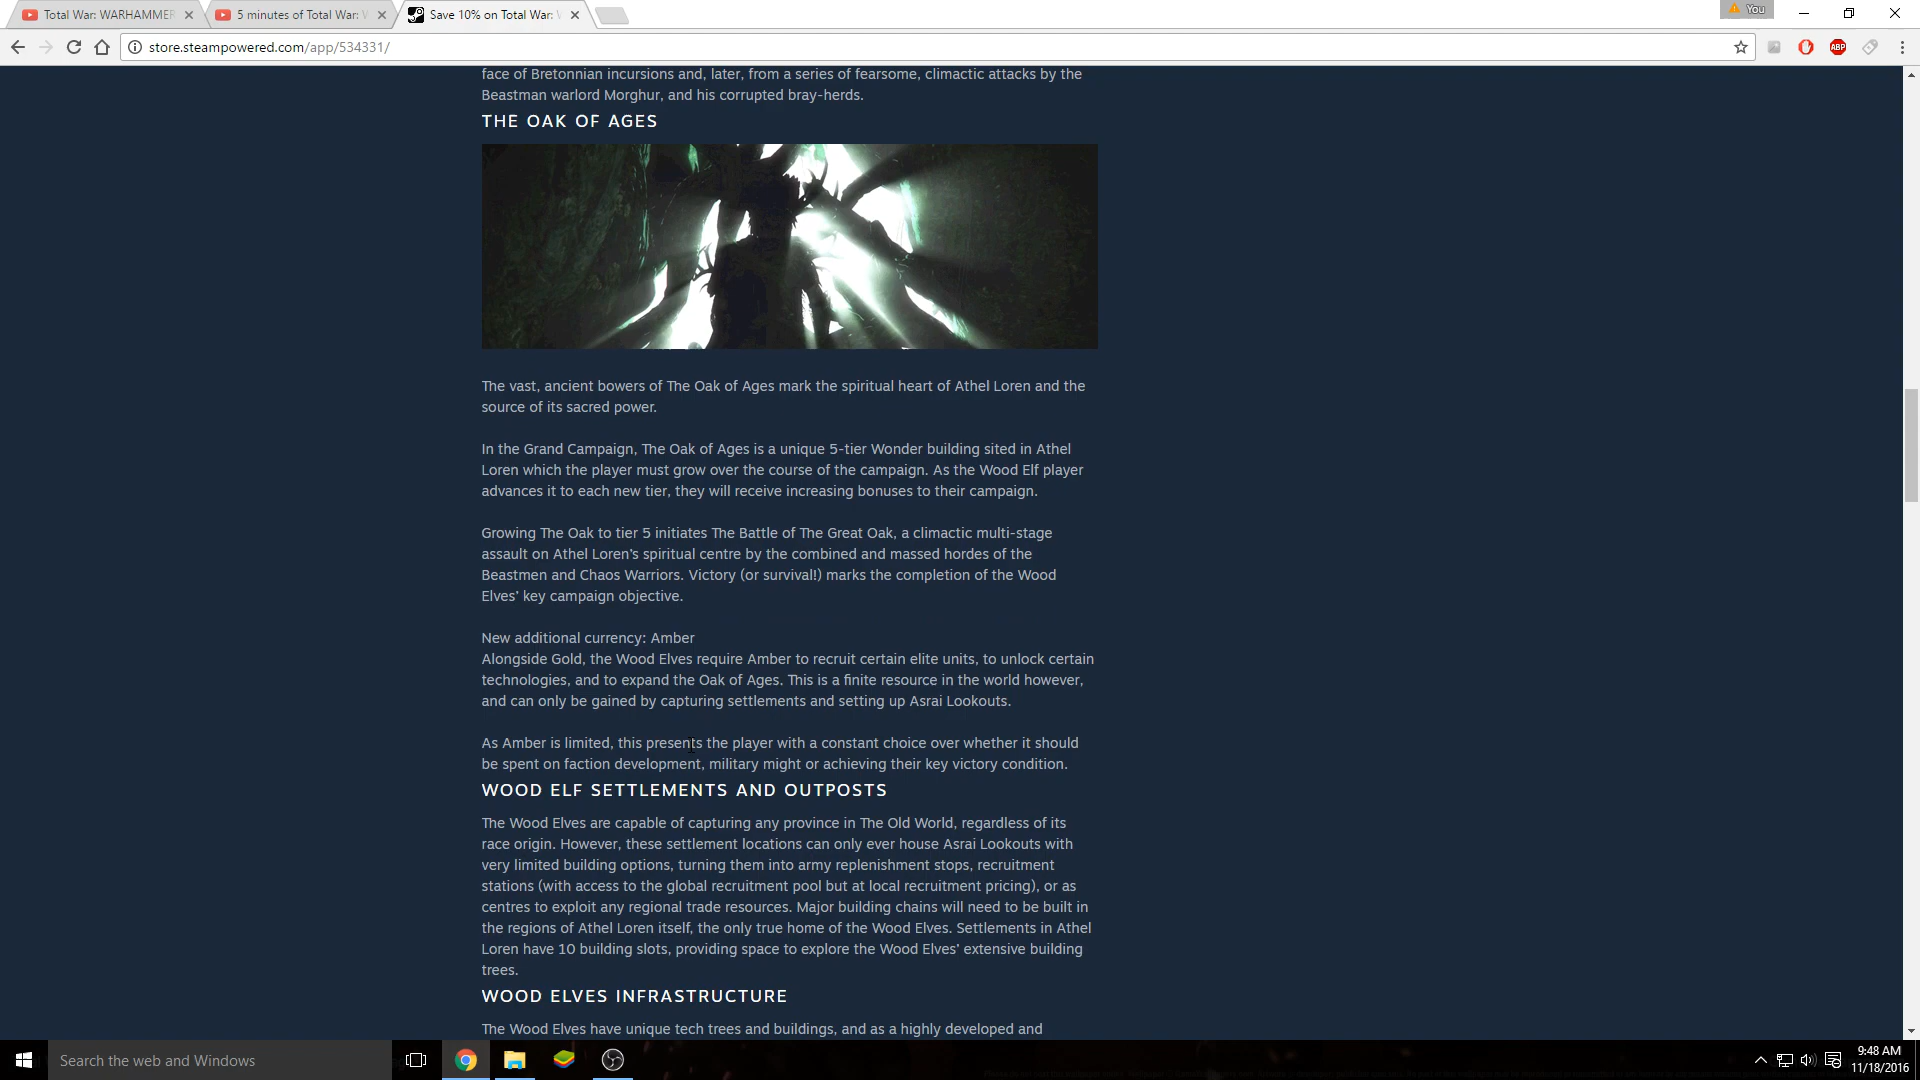 Total War: WARHAMMER
5 minutes of Total War: W
Save 10% on Total War: W
You
store.steampowered.com/app/534331/
ABP
face of Bretonnian incursions and, later, from a series of fearsome, climactic attacks by the
Beastman warlord Morghur, and his corrupted bray-herds.
THE OAK OF AGES
The vast, ancient bowers of The Oak of Ages mark the spiritual heart of Athel Loren and the
source of its sacred power.
In the Grand Campaign, The Oak of Ages is a unique 5-tier Wonder building sited in Athel
Loren which the player must grow over the course of the campaign. As the Wood Elf player
advances it to each new tier, they will receive increasing bonuses to their campaign.
Growing The Oak to tier 5 initiates The Battle of The Great Oak, a climactic multi-stage
assault on Athel Loren’s spiritual centre by the combined and massed hordes of the
Beastmen and Chaos Warriors. Victory (or survival!) marks the completion of the Wood
Elves’ key campaign objective.
New additional currency: Amber
Alongside Gold, the Wood Elves require Amber to recruit certain elite units, to unlock certain
technologies, and to expand the Oak of Ages. This is a finite resource in the world however,
and can only be gained by capturing settlements and setting up Asrai Lookouts.
As Amber is limited, this presents the player with a constant choice over whether it should
be spent on faction development, military might or achieving their key victory condition.
WOOD ELF SETTLEMENTS AND OUTPOSTS
The Wood Elves are capable of capturing any province in The Old World, regardless of its
race origin. However, these settlement locations can only ever house Asrai Lookouts with
very limited building options, turning them into army replenishment stops, recruitment
stations (with access to the global recruitment pool but at local recruitment pricing), or as
centres to exploit any regional trade resources. Major building chains will need to be built in
the regions of Athel Loren itself, the only true home of the Wood Elves. Settlements in Athel
Loren have 10 building slots, providing space to explore the Wood Elves’ extensive building
trees.
WOOD ELVES INFRASTRUCTURE
The Wood Elves have unique tech trees and buildings, and as a highly developed and
Search the web and Windows
9:48 AM
11/18/2016